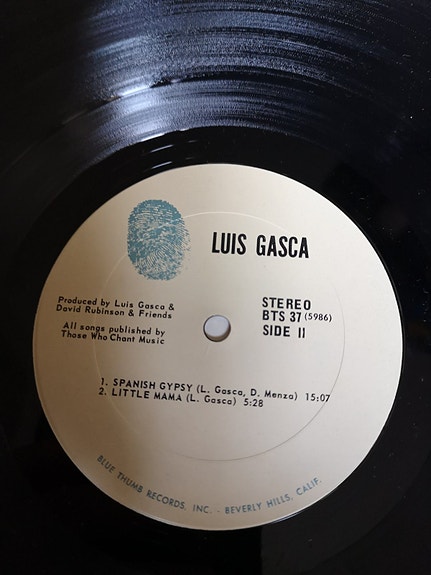 LUIS GASCA
Produced by Luis Gasca &
David Rubinson & Friends
All songs published by
Those Who Chant Music
STEREO
BTS 37 (5986)
SIDE II
1. SPANISH GYPSY (L. Gasca, D. Menza) 15:07
2. LITTLE MAMA (L. Gasca) 5:28
BLUE THUMB RECORDS, INC. - BEVERLY HILLS, CALIF.